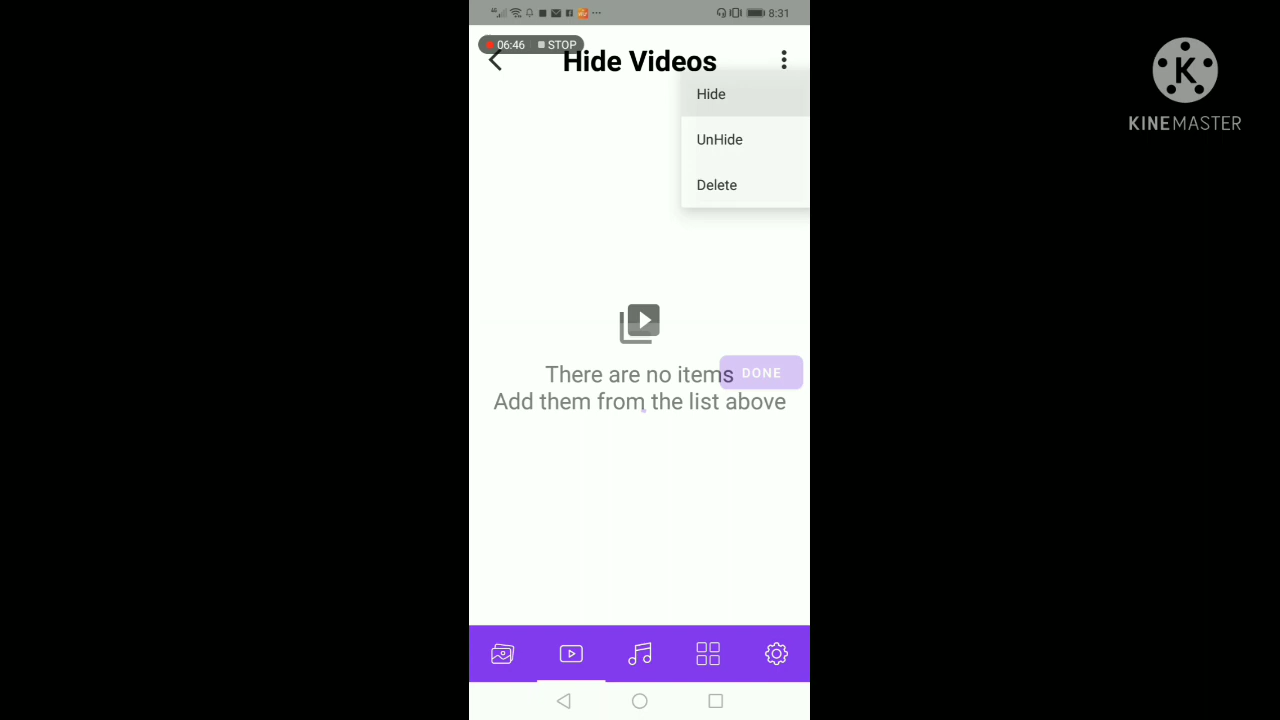 4G 8:31
06:46 STOP
Hide Videos
Hide
UnHide
Delete
There are no items
DONE
Add them from the list above
K
KINEMASTER